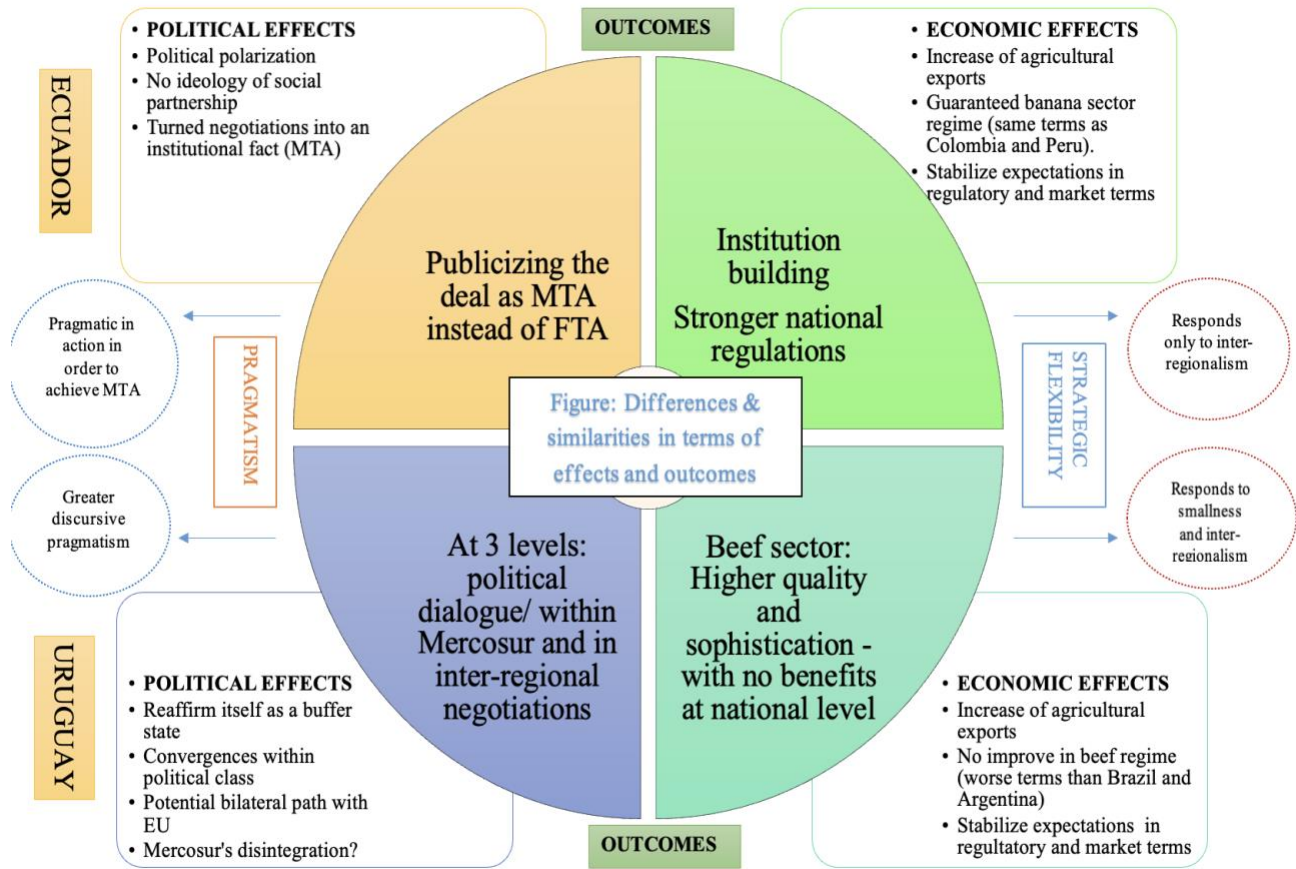 OUTCOMES
ECUADOR
• POLITICAL EFFECTS
• Political polarization
• No ideology of social
partnership
• Turned negotiations into an
institutional fact (MTA)
• ECONOMIC EFFECTS
• Increase of agricultural
exports
• Guaranteed banana sector
regime (same terms as
Colombia and Peru).
• Stabilize expectations in
regulatory and market terms
Publicizing the
deal as MTA
instead of FTA
Institution
building
Stronger national
regulations
Pragmatic in
action in
order to
achieve MTA
PRAGMATISM
Greater
discursive
pragmatism
Figure: Differences &
similarities in terms of
effects and outcomes
STRATEGIC
FLEXIBILITY
Responds
only to inter-
regionalism
Responds to
smallness
and inter-
regionalism
At 3 levels:
political
dialogue/ within
Mercosur and in
inter-regional
negotiations
Beef sector:
Higher quality
and
sophistication -
with no benefits
at national level
URUGUAY
• POLITICAL EFFECTS
• Reaffirm itself as a buffer
state
• Convergences within
political class
• Potential bilateral path with
EU
• Mercosur's disintegration?
• ECONOMIC EFFECTS
• Increase of agricultural
exports
• No improve in beef regime
(worse terms than Brazil and
Argentina)
• Stabilize expectations in
regultatory and market terms
OUTCOMES